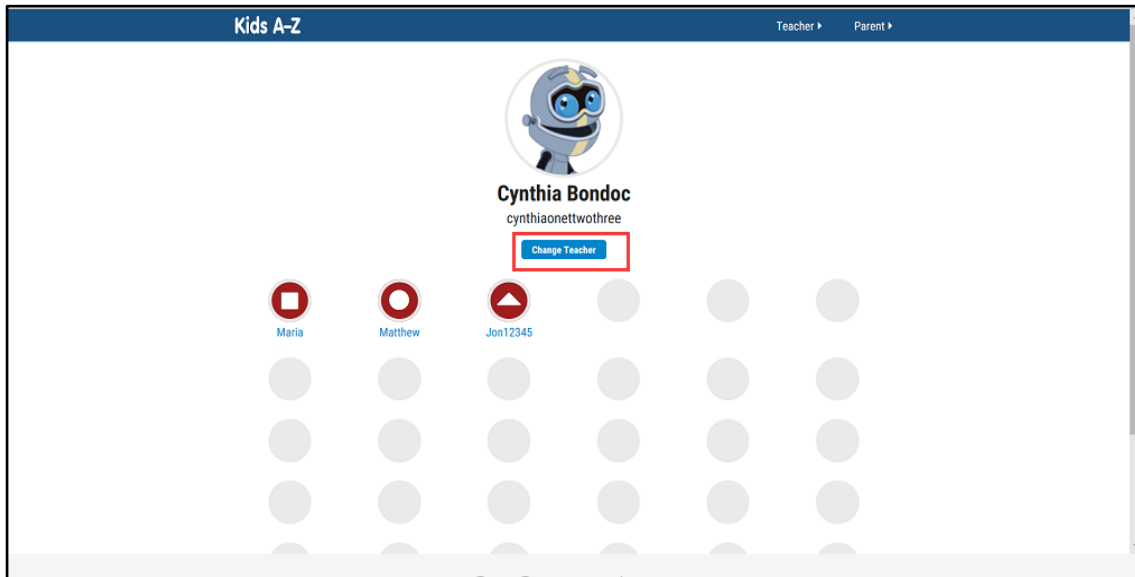 Kids A-Z
Teacher Parent
Cynthia Bondoc
cynthiaonettwothree
Change Teacher
Maria Matthew Jon12345